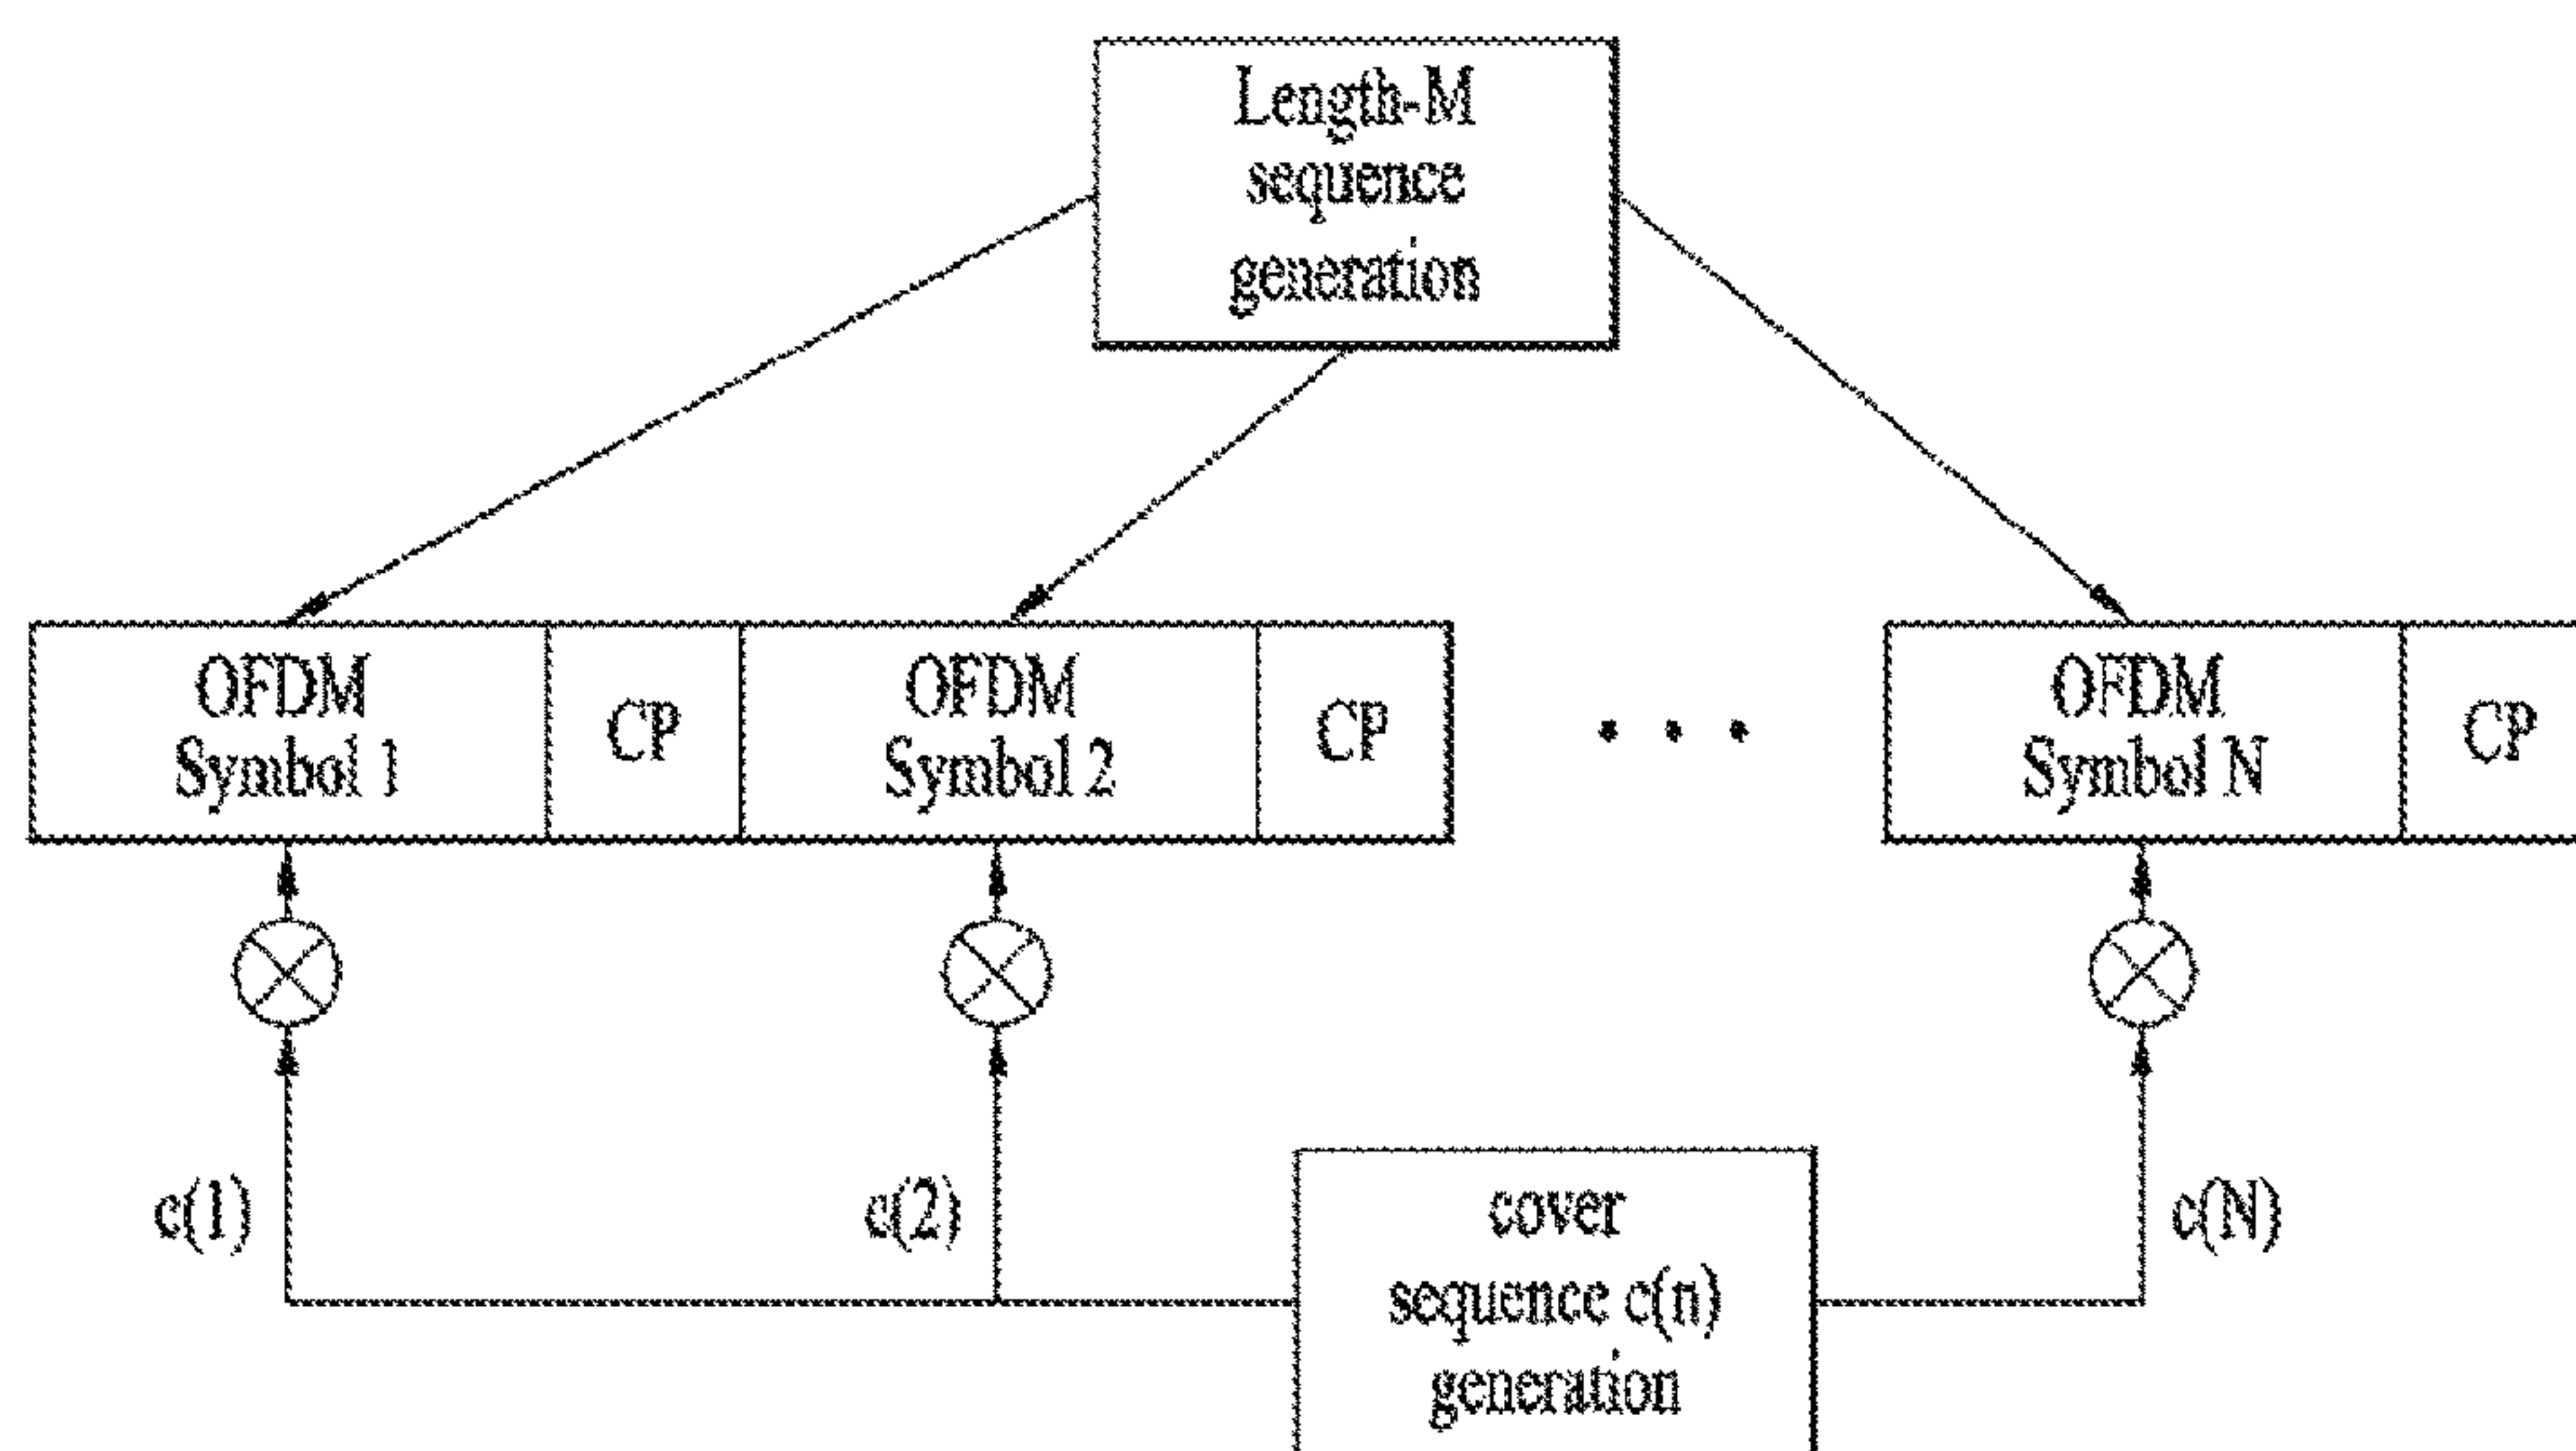 Length-M
sequence
generation
OFDM
Symbol 1
CP
OFDM
Symbol 2
CP
• • •
OFDM
Symbol N
CP
c(1)
c(2)
c(N)
cover
sequence c(n)
generation